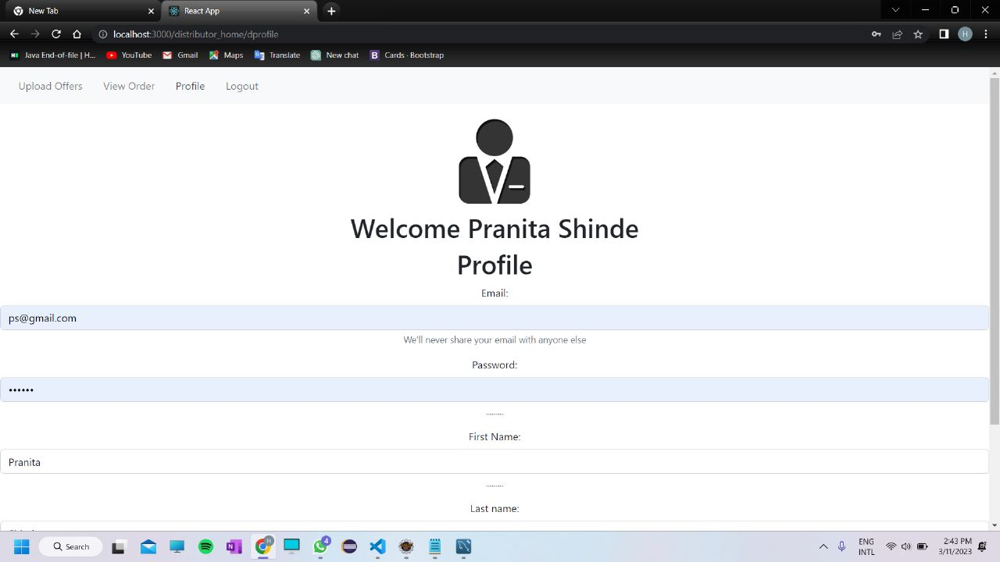 New Tab
React App
localhost:3000/distributor_home/dprofile
H
Java End-of-file | H...
YouTube
Gmail
Maps
Translate
New chat
B Cards · Bootstrap
Upload Offers
View Order
Profile
Logout
Welcome Pranita Shinde
Profile
Email:
ps@gmail.com
We'll never share your email with anyone else
Password:
••••••
.........
First Name:
Pranita
.........
Last name:
Search
N
H
4
ENG
INTL
2:43 PM
3/11/2023